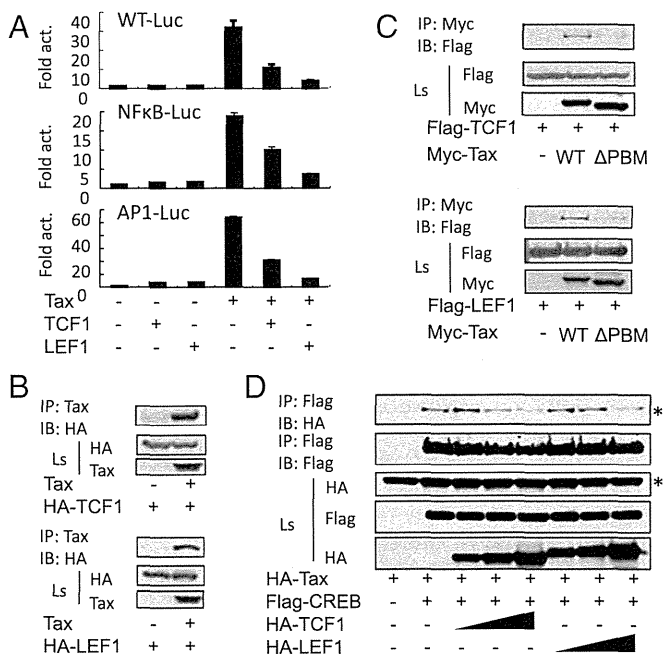 A
WT-Luc
Fold act.
40
30
20
10
0
NFκB-Luc
Fold act.
25
20
15
10
5
0
AP1-Luc
Fold act.
60
40
20
0
Tax - - - + + +
TCF1 - + - - + -
LEF1 - - + - - +
B
IP: Tax
IB: HA
Ls HA
Tax
Tax - +
HA-TCF1 + +
IP: Tax
IB: HA
Ls HA
Tax
Tax - +
HA-LEF1 + +
C
IP: Myc
IB: Flag
Ls Flag
Myc
Flag-TCF1 + + +
Myc-Tax - WT ΔPBM
IP: Myc
IB: Flag
Ls Flag
Myc
Flag-LEF1 + + +
Myc-Tax - WT ΔPBM
D
IP: Flag
IB: HA
*
IP: Flag
IB: Flag
Ls HA
*
Flag
HA
HA-Tax + + + + + + + +
Flag-CREB - + + + + + + +
HA-TCF1 - - - - -
HA-LEF1 - - - - -